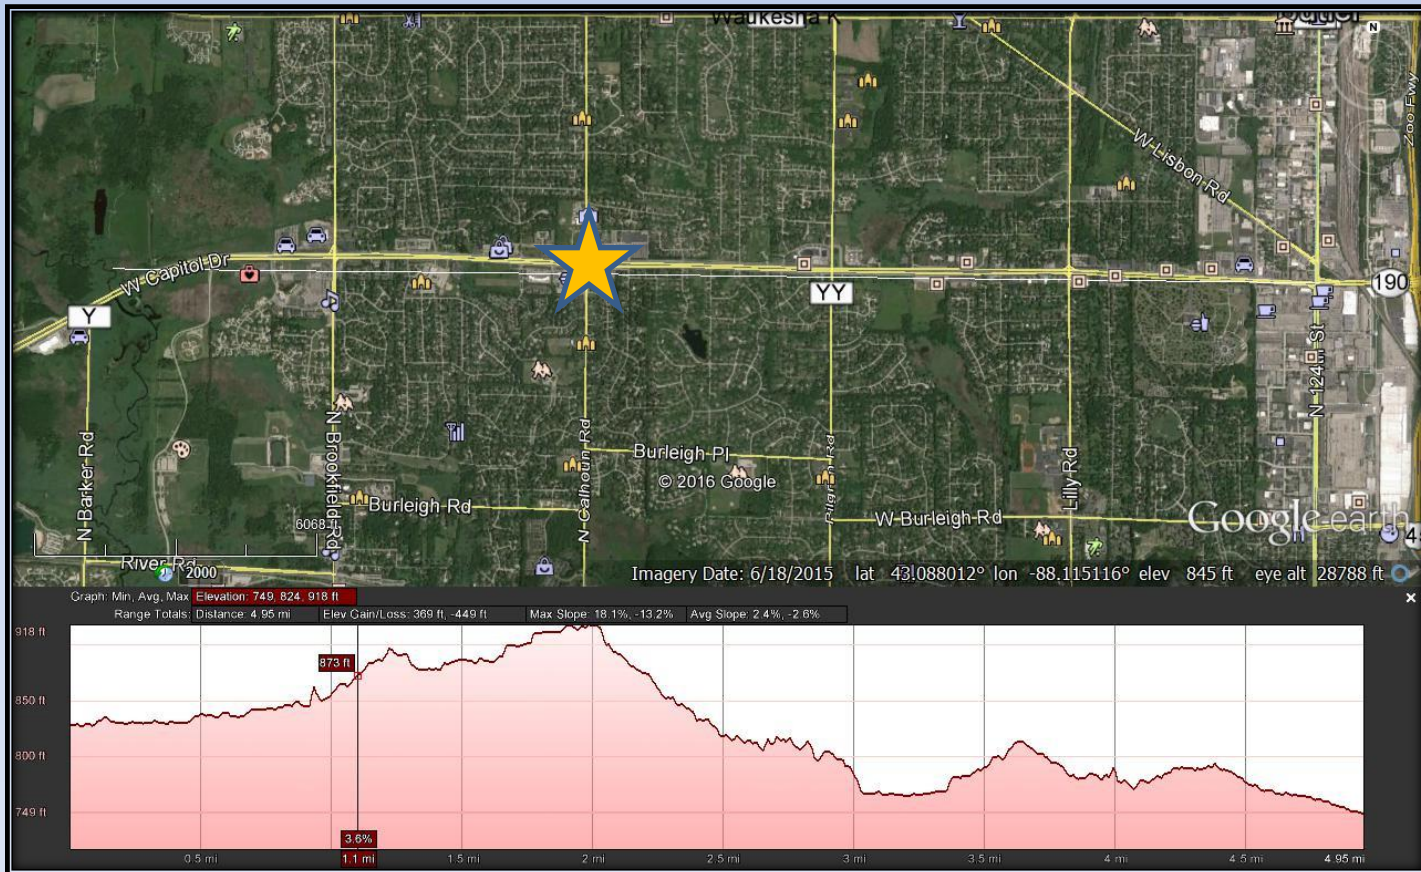 Waukesha K
Butler
N
Zoo Fwy
W Lisbon Rd
W Capitol Dr
Y
YY
190
N Barker Rd
N Brookfield Rd
N Calhoun Rd
Pilgrim Rd
Lilly Rd
N 124th St
Burleigh Pl
© 2016 Google
Burleigh Rd
W Burleigh Rd
Google earth
6068 ft
River Rd
2000
Imagery Date: 6/18/2015 lat 43.088012° lon -88.115116° elev 845 ft eye alt 28788 ft
Graph: Min, Avg, Max Elevation: 749, 824, 918 ft
Range Totals: Distance: 4.95 mi Elev Gain/Loss: 369 ft, -449 ft Max Slope: 18.1%, -13.2% Avg Slope: 2.4%, -2.6%
918 ft
873 ft
850 ft
800 ft
749 ft
3.6%
0.5 mi 1.1 mi 1.5 mi 2 mi 2.5 mi 3 mi 3.5 mi 4 mi 4.5 mi 4.95 mi